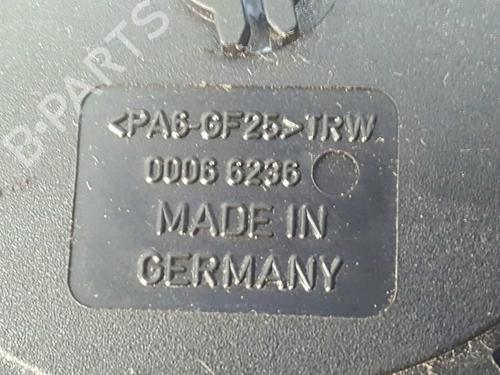 B-PARTS
<PA6-GF25>TRW
0006 6236
MADE IN
GERMANY